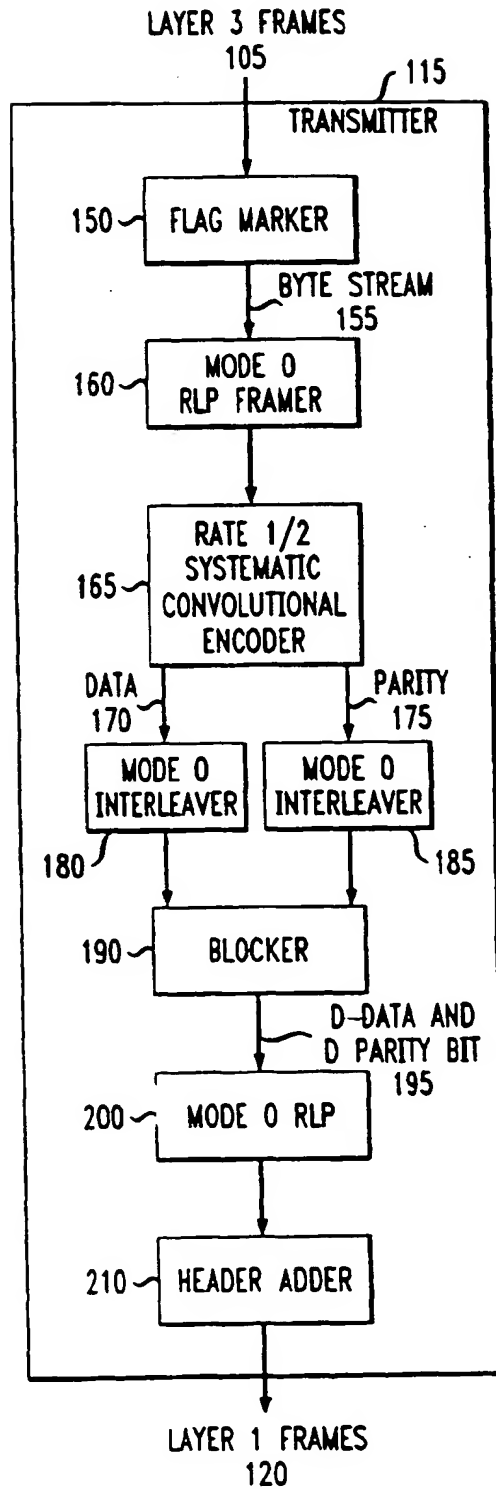 LAYER 3 FRAMES
105
115
TRANSMITTER
150
FLAG MARKER
BYTE STREAM
155
160
MODE 0
RLP FRAMER
165
RATE 1/2
SYSTEMATIC
CONVOLUTIONAL
ENCODER
DATA
170
PARITY
175
MODE 0
INTERLEAVER
180
MODE 0
INTERLEAVER
185
190
BLOCKER
D-DATA AND
D PARITY BIT
195
200
MODE 0 RLP
210
HEADER ADDER
LAYER 1 FRAMES
120